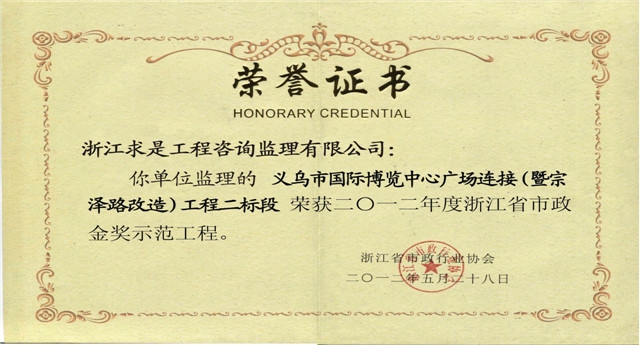 荣誉证书
HONORARY CREDENTIAL
浙江求是工程咨询监理有限公司：
你单位监理的 义乌市国际博览中心广场连接（暨宗
泽路改造）工程二标段 荣获二〇一二年度浙江省市政
金奖示范工程。
浙江省市政行业协会
二〇一二年五月二十八日